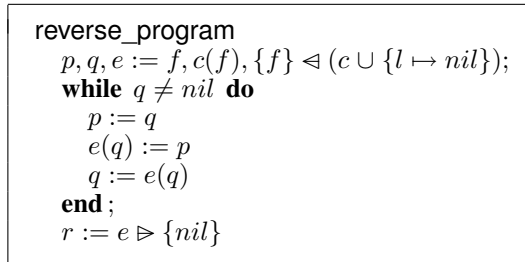 reverse_program
p, q, e := f, c(f), {f} ⩤ (c ∪ {l ↦ nil});
while q ≠ nil do
p := q
e(q) := p
q := e(q)
end ;
r := e ⩥ {nil}